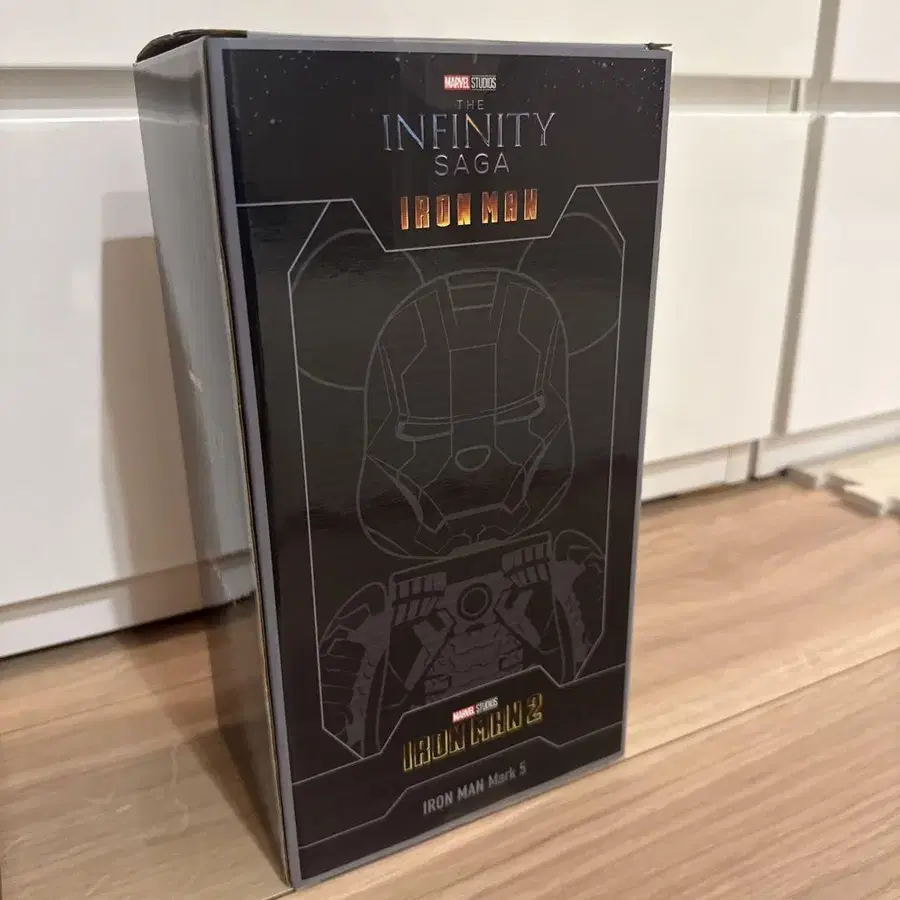 MARVEL STUDIOS
THE
INFINITY
SAGA
IRON MAN
MARVEL STUDIOS
IRON MAN 2
IRON MAN Mark 5